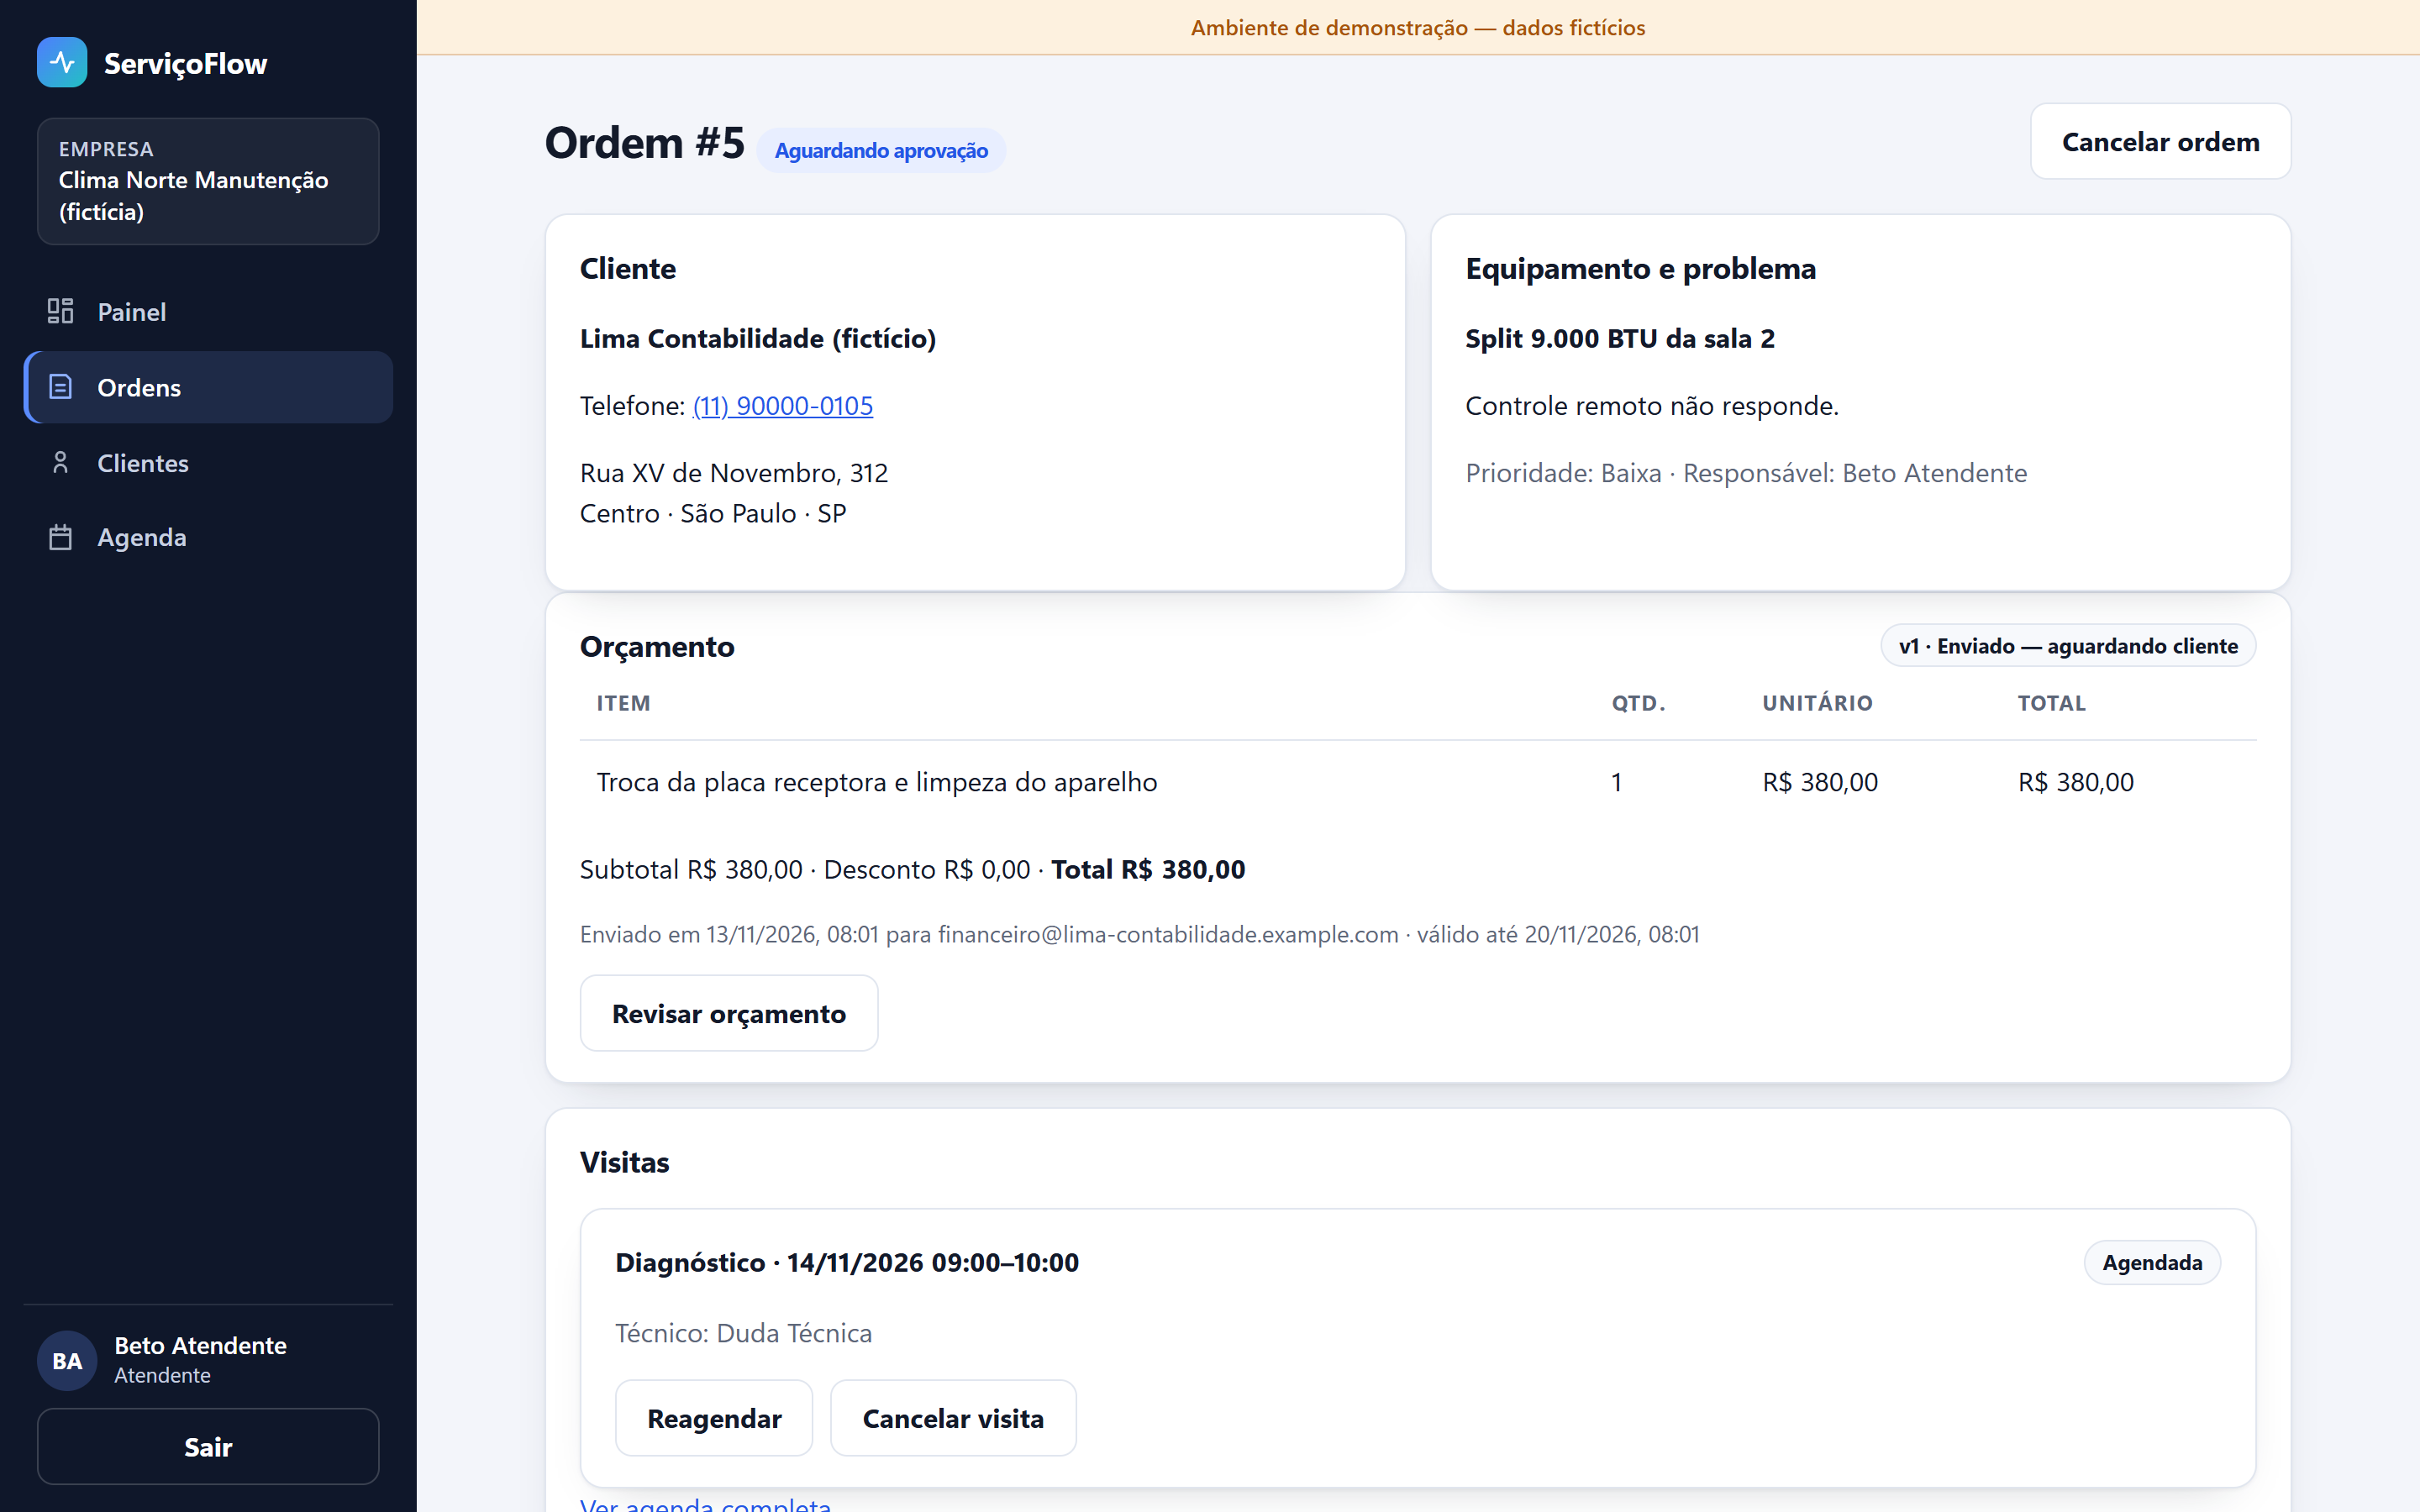 Ambiente de demonstração — dados fictícios
ServiçoFlow
EMPRESA
Clima Norte Manutenção
(fictícia)
Painel
Ordens
Clientes
Agenda
BA
Beto Atendente
Atendente
Sair
Ordem #5
Aguardando aprovação
Cancelar ordem
Cliente
Lima Contabilidade (fictício)
Telefone: (11) 90000-0105
Rua XV de Novembro, 312
Centro · São Paulo · SP
Equipamento e problema
Split 9.000 BTU da sala 2
Controle remoto não responde.
Prioridade: Baixa · Responsável: Beto Atendente
Orçamento
v1 · Enviado — aguardando cliente
ITEM QTD. UNITÁRIO TOTAL
Troca da placa receptora e limpeza do aparelho 1 R$ 380,00 R$ 380,00
Subtotal R$ 380,00 · Desconto R$ 0,00 · Total R$ 380,00
Enviado em 13/11/2026, 08:01 para financeiro@lima-contabilidade.example.com · válido até 20/11/2026, 08:01
Revisar orçamento
Visitas
Diagnóstico · 14/11/2026 09:00–10:00
Agendada
Técnico: Duda Técnica
Reagendar
Cancelar visita
Ver agenda completa